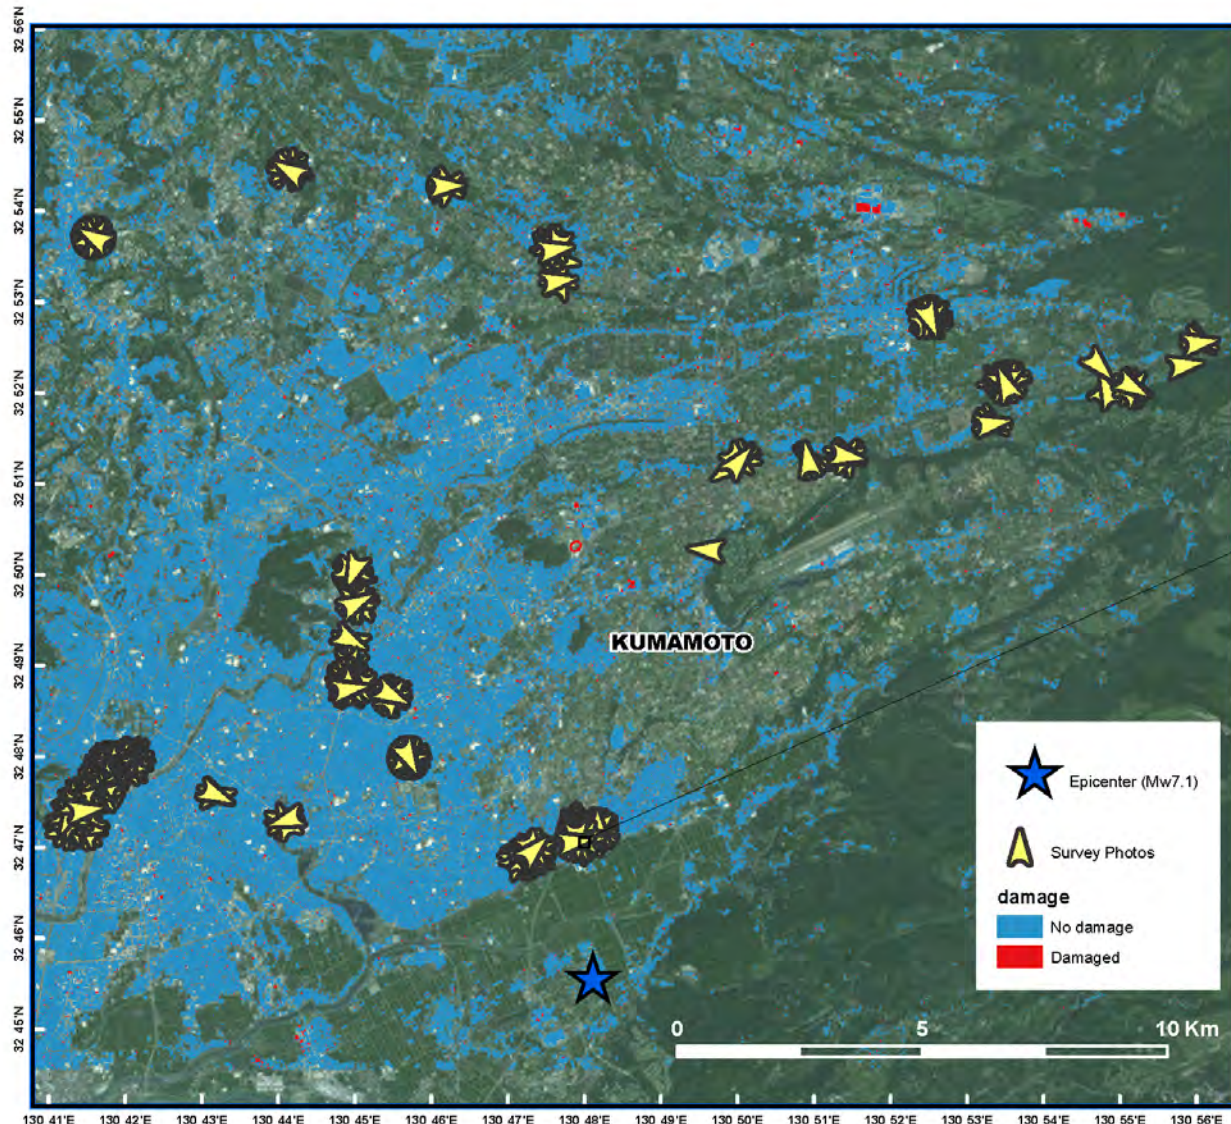 32 56'N
32 55'N
32 54'N
32 53'N
32 52'N
32 51'N
32 50'N
32 49'N
32 48'N
32 47'N
32 46'N
32 45'N
KUMAMOTO
Epicenter (Mw7.1)
Survey Photos
damage
No damage
Damaged
0 5 10 Km
130 41'E 130 42'E 130 43'E 130 44'E 130 45'E 130 46'E 130 47'E 130 48'E 130 49'E 130 50'E 130 51'E 130 52'E 130 53'E 130 54'E 130 55'E 130 56'E